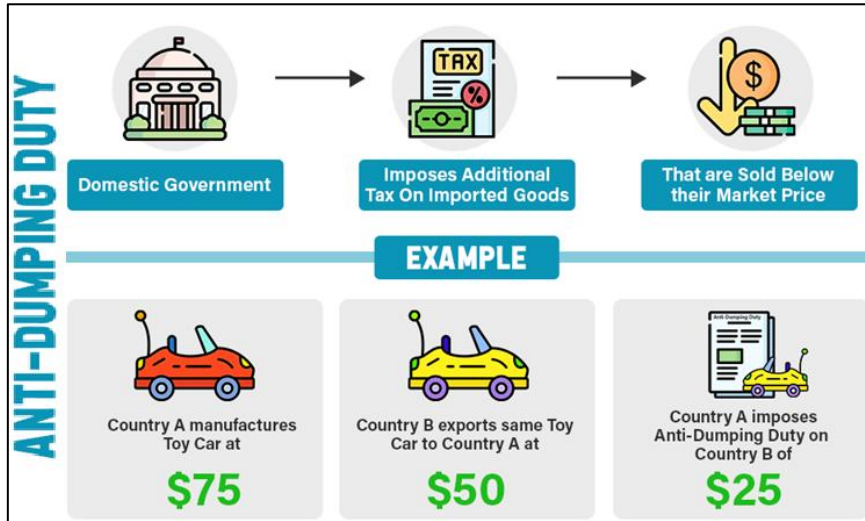 ANTI-DUMPING DUTY
TAX
%
$
Domestic Government
Imposes Additional
Tax On Imported Goods
That are Sold Below
their Market Price
EXAMPLE
Country A manufactures
Toy Car at
$75
Country B exports same Toy
Car to Country A at
$50
Anti-Dumping Duty
Country A imposes
Anti-Dumping Duty on
Country B of
$25